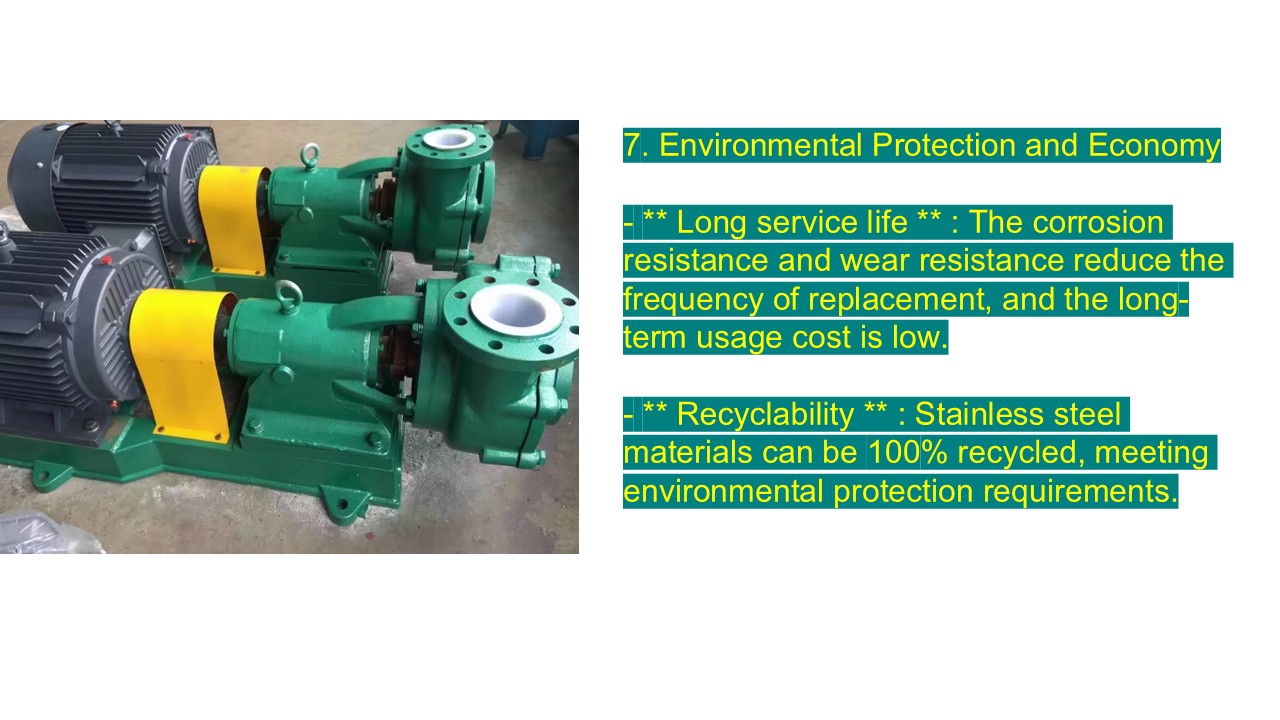 7. Environmental Protection and Economy
- ** Long service life ** : The corrosion
resistance and wear resistance reduce the
frequency of replacement, and the long-
term usage cost is low.
- ** Recyclability ** : Stainless steel
materials can be 100% recycled, meeting
environmental protection requirements.